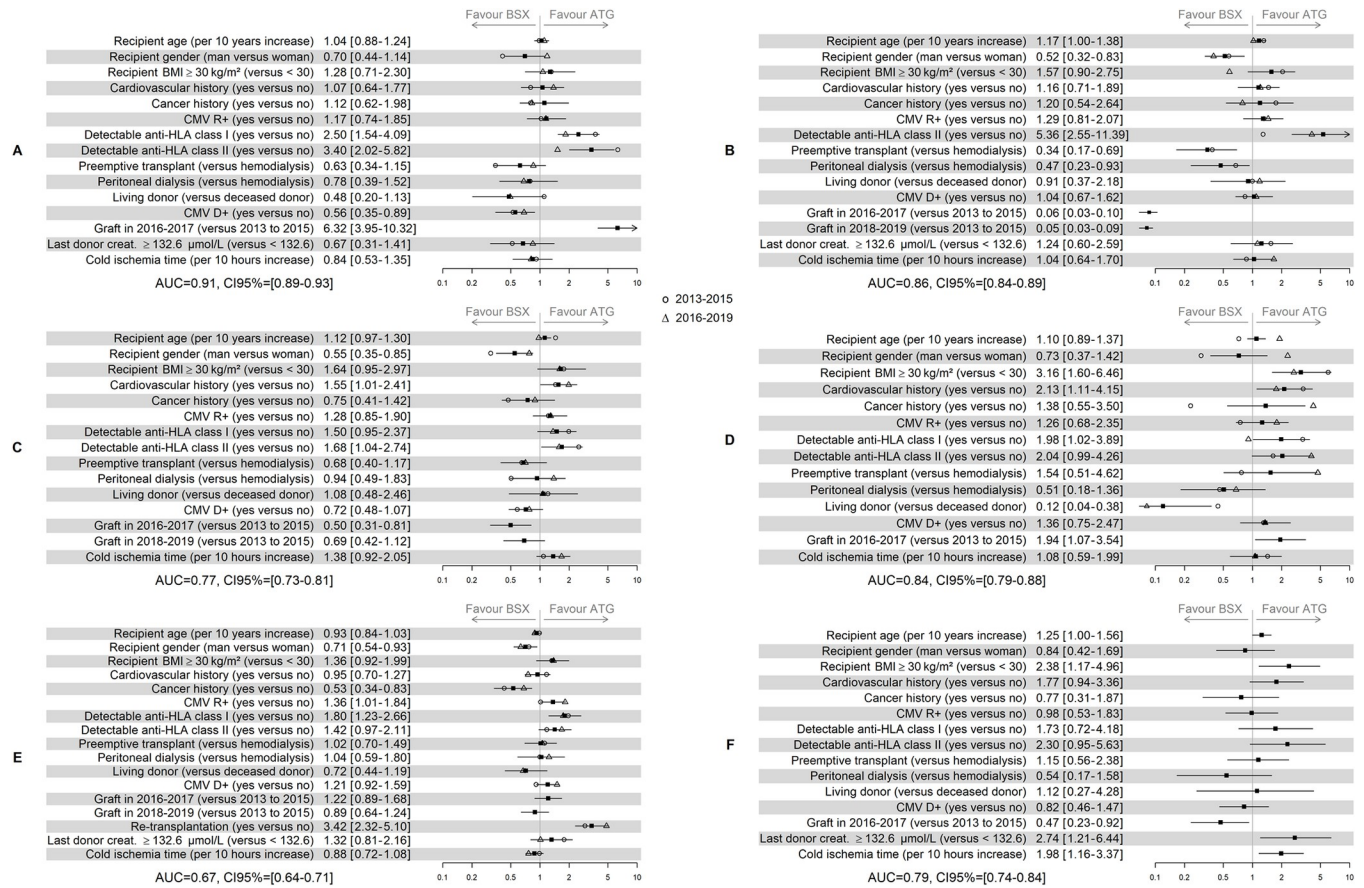 Favour BSX Favour ATG
Recipient age (per 10 years increase) 1.04 [0.88-1.24]
Recipient gender (man versus woman) 0.70 [0.44-1.14]
Recipient BMI ≥ 30 kg/m² (versus < 30) 1.28 [0.71-2.30]
Cardiovascular history (yes versus no) 1.07 [0.64-1.77]
Cancer history (yes versus no) 1.12 [0.62-1.98]
CMV R+ 1.17 [0.74-1.85]
Detectable anti-HLA class I (yes versus no) 2.50 [1.54-4.09]
A
Detectable anti-HLA class II (yes versus no) 3.40 [2.02-5.82]
Preemptive transplant (versus hemodialysis) 0.63 [0.34-1.15]
Peritoneal dialysis (versus hemodialysis) 0.78 [0.39-1.52]
Living donor (versus deceased donor) 0.48 [0.20-1.13]
CMV D+ (yes versus no) 0.56 [0.35-0.89]
Graft in 2016-2017 (versus 2013 to 2015) 6.32 [3.95-10.32]
Last donor creat. ≥ 132.6 µmol/L (versus < 132.6) 0.67 [0.31-1.41]
Cold ischemia time (per 10 hours increase) 0.84 [0.53-1.35]
AUC=0.91, CI95%=[0.89-0.93]
0.1 0.2 0.5 1 2 5 10
Favour BSX Favour ATG
Recipient age (per 10 years increase) 1.17 [1.00-1.38]
Recipient gender (man versus woman) 0.52 [0.32-0.83]
Recipient BMI ≥ 30 kg/m² (versus < 30) 1.57 [0.90-2.75]
Cardiovascular history (yes versus no) 1.16 [0.71-1.89]
Cancer history (yes versus no) 1.20 [0.54-2.64]
CMV R+ 1.29 [0.81-2.07]
Detectable anti-HLA class II (yes versus no) 5.36 [2.55-11.39]
B
Preemptive transplant (versus hemodialysis) 0.34 [0.17-0.69]
Peritoneal dialysis (versus hemodialysis) 0.47 [0.23-0.93]
Living donor (versus deceased donor) 0.91 [0.37-2.18]
CMV D+ (yes versus no) 1.04 [0.67-1.62]
Graft in 2016-2017 (versus 2013 to 2015) 0.06 [0.03-0.10]
Graft in 2018-2019 (versus 2013 to 2015) 0.05 [0.03-0.09]
Last donor creat. ≥ 132.6 µmol/L (versus < 132.6) 1.24 [0.60-2.59]
Cold ischemia time (per 10 hours increase) 1.04 [0.64-1.70]
AUC=0.86, CI95%=[0.84-0.89]
0.1 0.2 0.5 1 2 5 10
o 2013-2015
Δ 2016-2019
Favour BSX Favour ATG
Recipient age (per 10 years increase) 1.12 [0.97-1.30]
Recipient gender (man versus woman) 0.55 [0.35-0.85]
Recipient BMI ≥ 30 kg/m² (versus < 30) 1.64 [0.95-2.97]
Cardiovascular history (yes versus no) 1.55 [1.01-2.41]
Cancer history (yes versus no) 0.75 [0.41-1.42]
CMV R+ 1.28 [0.85-1.90]
Detectable anti-HLA class I (yes versus no) 1.50 [0.95-2.37]
C
Detectable anti-HLA class II (yes versus no) 1.68 [1.04-2.74]
Preemptive transplant (versus hemodialysis) 0.68 [0.40-1.17]
Peritoneal dialysis (versus hemodialysis) 0.94 [0.49-1.83]
Living donor (versus deceased donor) 1.08 [0.48-2.46]
CMV D+ (yes versus no) 0.72 [0.48-1.07]
Graft in 2016-2017 (versus 2013 to 2015) 0.50 [0.31-0.81]
Graft in 2018-2019 (versus 2013 to 2015) 0.69 [0.42-1.12]
Cold ischemia time (per 10 hours increase) 1.38 [0.92-2.05]
AUC=0.77, CI95%=[0.73-0.81]
0.1 0.2 0.5 1 2 5 10
Favour BSX Favour ATG
Recipient age (per 10 years increase) 1.10 [0.89-1.37]
Recipient gender (man versus woman) 0.73 [0.37-1.42]
Recipient BMI ≥ 30 kg/m² (versus < 30) 3.16 [1.60-6.46]
Cardiovascular history (yes versus no) 2.13 [1.11-4.15]
Cancer history (yes versus no) 1.38 [0.55-3.50]
CMV R+ 1.26 [0.68-2.35]
D
Detectable anti-HLA class I (yes versus no) 1.98 [1.02-3.89]
Detectable anti-HLA class II (yes versus no) 2.04 [0.99-4.26]
Preemptive transplant (versus hemodialysis) 1.54 [0.51-4.62]
Peritoneal dialysis (versus hemodialysis) 0.51 [0.18-1.36]
Living donor (versus deceased donor) 0.12 [0.04-0.38]
CMV D+ (yes versus no) 1.36 [0.75-2.47]
Graft in 2016-2017 (versus 2013 to 2015) 1.94 [1.07-3.54]
Cold ischemia time (per 10 hours increase) 1.08 [0.59-1.99]
AUC=0.84, CI95%=[0.79-0.88]
0.1 0.2 0.5 1 2 5 10
Favour BSX Favour ATG
Recipient age (per 10 years increase) 0.93 [0.84-1.03]
Recipient gender (man versus woman) 0.71 [0.54-0.93]
Recipient BMI ≥ 30 kg/m² (versus < 30) 1.36 [0.92-1.99]
Cardiovascular history (yes versus no) 0.95 [0.70-1.27]
Cancer history (yes versus no) 0.53 [0.34-0.83]
CMV R+ 1.36 [1.01-1.84]
Detectable anti-HLA class I (yes versus no) 1.80 [1.23-2.66]
Detectable anti-HLA class II (yes versus no) 1.42 [0.97-2.11]
Preemptive transplant (versus hemodialysis) 1.02 [0.70-1.49]
E
Peritoneal dialysis (versus hemodialysis) 1.04 [0.59-1.80]
Living donor (versus deceased donor) 0.72 [0.44-1.19]
CMV D+ (yes versus no) 1.21 [0.92-1.59]
Graft in 2016-2017 (versus 2013 to 2015) 1.22 [0.89-1.68]
Graft in 2018-2019 (versus 2013 to 2015) 0.89 [0.64-1.24]
Re-transplantation (yes versus no) 3.42 [2.32-5.10]
Last donor creat. ≥ 132.6 µmol/L (versus < 132.6) 1.32 [0.81-2.16]
Cold ischemia time (per 10 hours increase) 0.88 [0.72-1.08]
AUC=0.67, CI95%=[0.64-0.71]
0.1 0.2 0.5 1 2 5 10
Favour BSX Favour ATG
Recipient age (per 10 years increase) 1.25 [1.00-1.56]
Recipient gender (man versus woman) 0.84 [0.42-1.69]
Recipient BMI ≥ 30 kg/m² (versus < 30) 2.38 [1.17-4.96]
Cardiovascular history (yes versus no) 1.77 [0.94-3.36]
Cancer history (yes versus no) 0.77 [0.31-1.87]
CMV R+ 0.98 [0.53-1.83]
Detectable anti-HLA class I (yes versus no) 1.73 [0.72-4.18]
F
Detectable anti-HLA class II (yes versus no) 2.30 [0.95-5.63]
Preemptive transplant (versus hemodialysis) 1.15 [0.56-2.38]
Peritoneal dialysis (versus hemodialysis) 0.54 [0.17-1.58]
Living donor (versus deceased donor) 1.12 [0.27-4.28]
CMV D+ (yes versus no) 0.82 [0.46-1.47]
Graft in 2016-2017 (versus 2013 to 2015) 0.47 [0.23-0.92]
Last donor creat. ≥ 132.6 µmol/L (versus < 132.6) 2.74 [1.21-6.44]
Cold ischemia time (per 10 hours increase) 1.98 [1.16-3.37]
AUC=0.79, CI95%=[0.74-0.84]
0.1 0.2 0.5 1 2 5 10